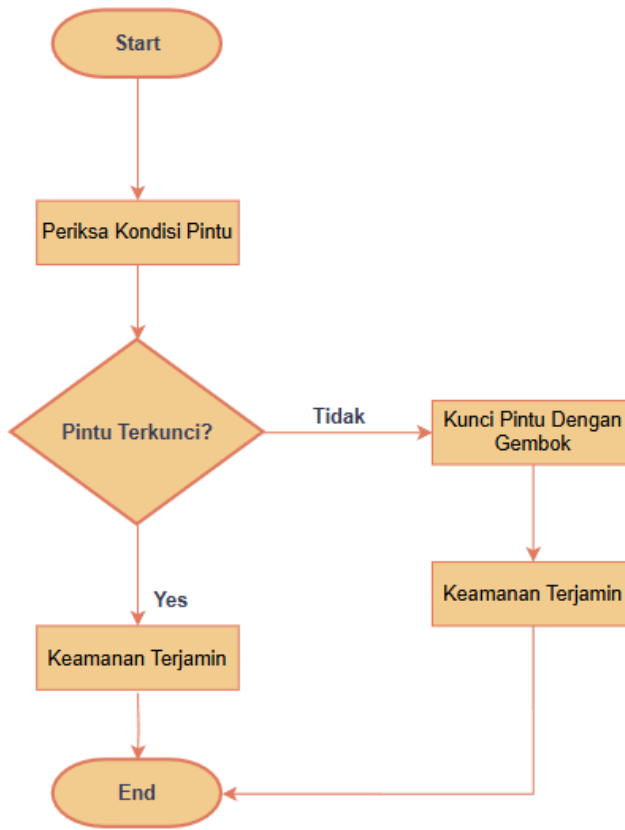 Start
Periksa Kondisi Pintu
Pintu Terkunci?
Tidak
Kunci Pintu Dengan
Gembok
Keamanan Terjamin
Yes
Keamanan Terjamin
End